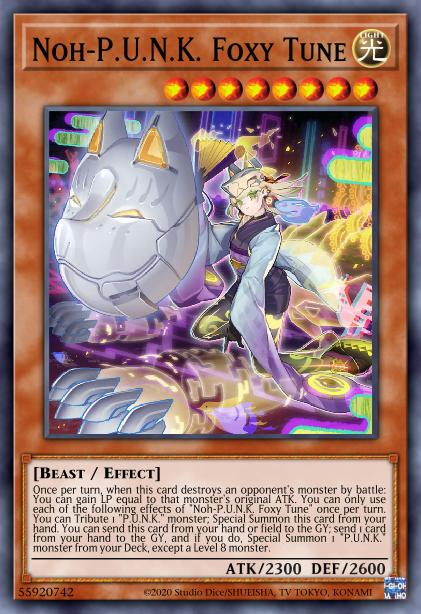 Noh-P.U.N.K. Foxy Tune
LIGHT
光
[Beast / Effect]
Once per turn, when this card destroys an opponent's monster by battle:
You can gain LP equal to that monster's original ATK. You can only use
each of the following effects of "Noh-P.U.N.K. Foxy Tune" once per turn.
You can Tribute 1 "P.U.N.K." monster; Special Summon this card from
your hand. You can send this card from your hand or field to the GY; send 1 card
from your hand to the GY, and if you do, Special Summon 1 "P.U.N.K."
monster from your Deck, except a Level 8 monster.
ATK/2300 DEF/2600
55920742
©2020 Studio Dice/SHUEISHA, TV TOKYO, KONAMI